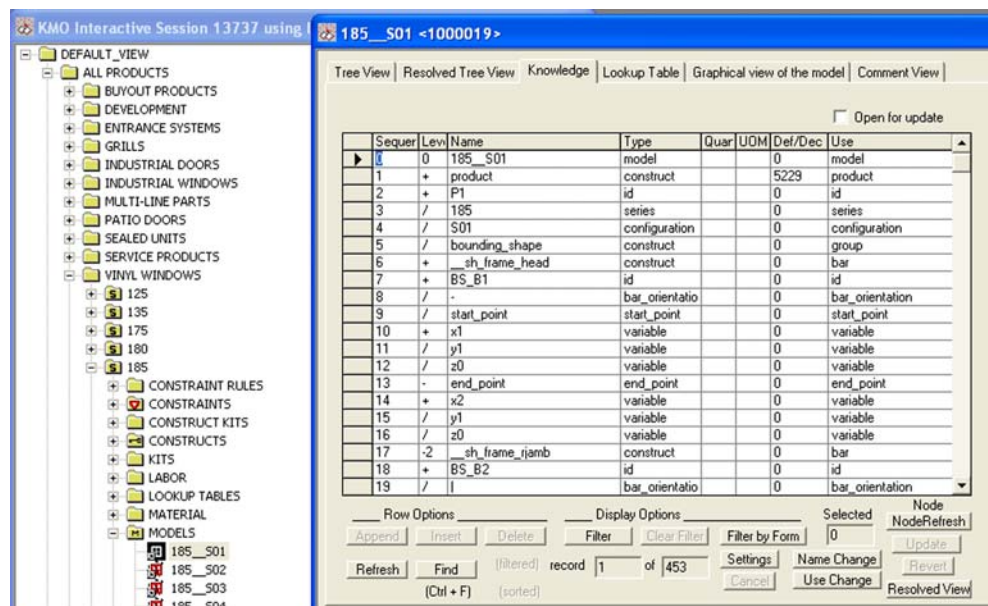 KMO Interactive Session 13737 using
DEFAULT_VIEW
ALL PRODUCTS
BUYOUT PRODUCTS
DEVELOPMENT
ENTRANCE SYSTEMS
GRILLS
INDUSTRIAL DOORS
INDUSTRIAL WINDOWS
MULTI-LINE PARTS
PATIO DOORS
SEALED UNITS
SERVICE PRODUCTS
VINYL WINDOWS
S 125
S 135
S 175
S 180
S 185
CONSTRAINT RULES
CONSTRAINTS
CONSTRUCT KITS
CONSTRUCTS
KITS
LABOR
LOOKUP TABLES
MATERIAL
M MODELS
185__S01
185__S02
185__S03
185__S04
185__S01 <1000019>
Tree View Resolved Tree View Knowledge Lookup Table Graphical view of the model Comment View
Open for update
Sequer Leve Name Type Quar UOM Def/Dec Use
0 0 185__S01 model 0 model
1 + product construct 5229 product
2 + P1 id 0 id
3 / 185 series 0 series
4 / S01 configuration 0 configuration
5 / bounding_shape construct 0 group
6 + __sh_frame_head construct 0 bar
7 + BS_B1 id 0 id
8 / - bar_orientatio 0 bar_orientation
9 / start_point start_point 0 start_point
10 + x1 variable 0 variable
11 / y1 variable 0 variable
12 / z0 variable 0 variable
13 - end_point end_point 0 end_point
14 + x2 variable 0 variable
15 / y1 variable 0 variable
16 / z0 variable 0 variable
17 -2 __sh_frame_rjamb construct 0 bar
18 + BS_B2 id 0 id
19 / | bar_orientatio 0 bar_orientation
Row Options Display Options Selected Node
Append Insert Delete Filter Clear Filter Filter by Form 0 NodeRefresh
Update
Refresh Find (filtered) record 1 of 453 Settings Name Change Revert
(Ctrl + F) (sorted) Cancel Use Change Resolved View